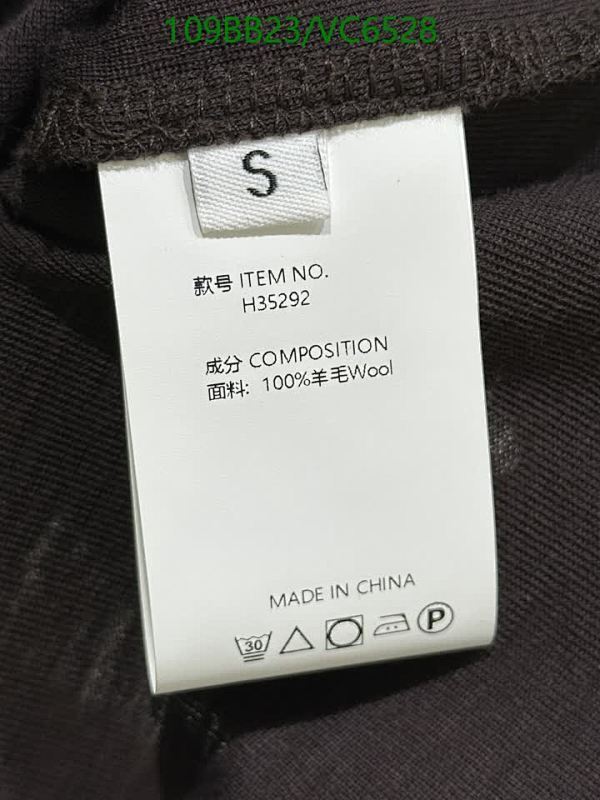 109BB23/VC6528
S
款号 ITEM NO.
H35292
成分 COMPOSITION
面料: 100%羊毛Wool
MADE IN CHINA
30
P